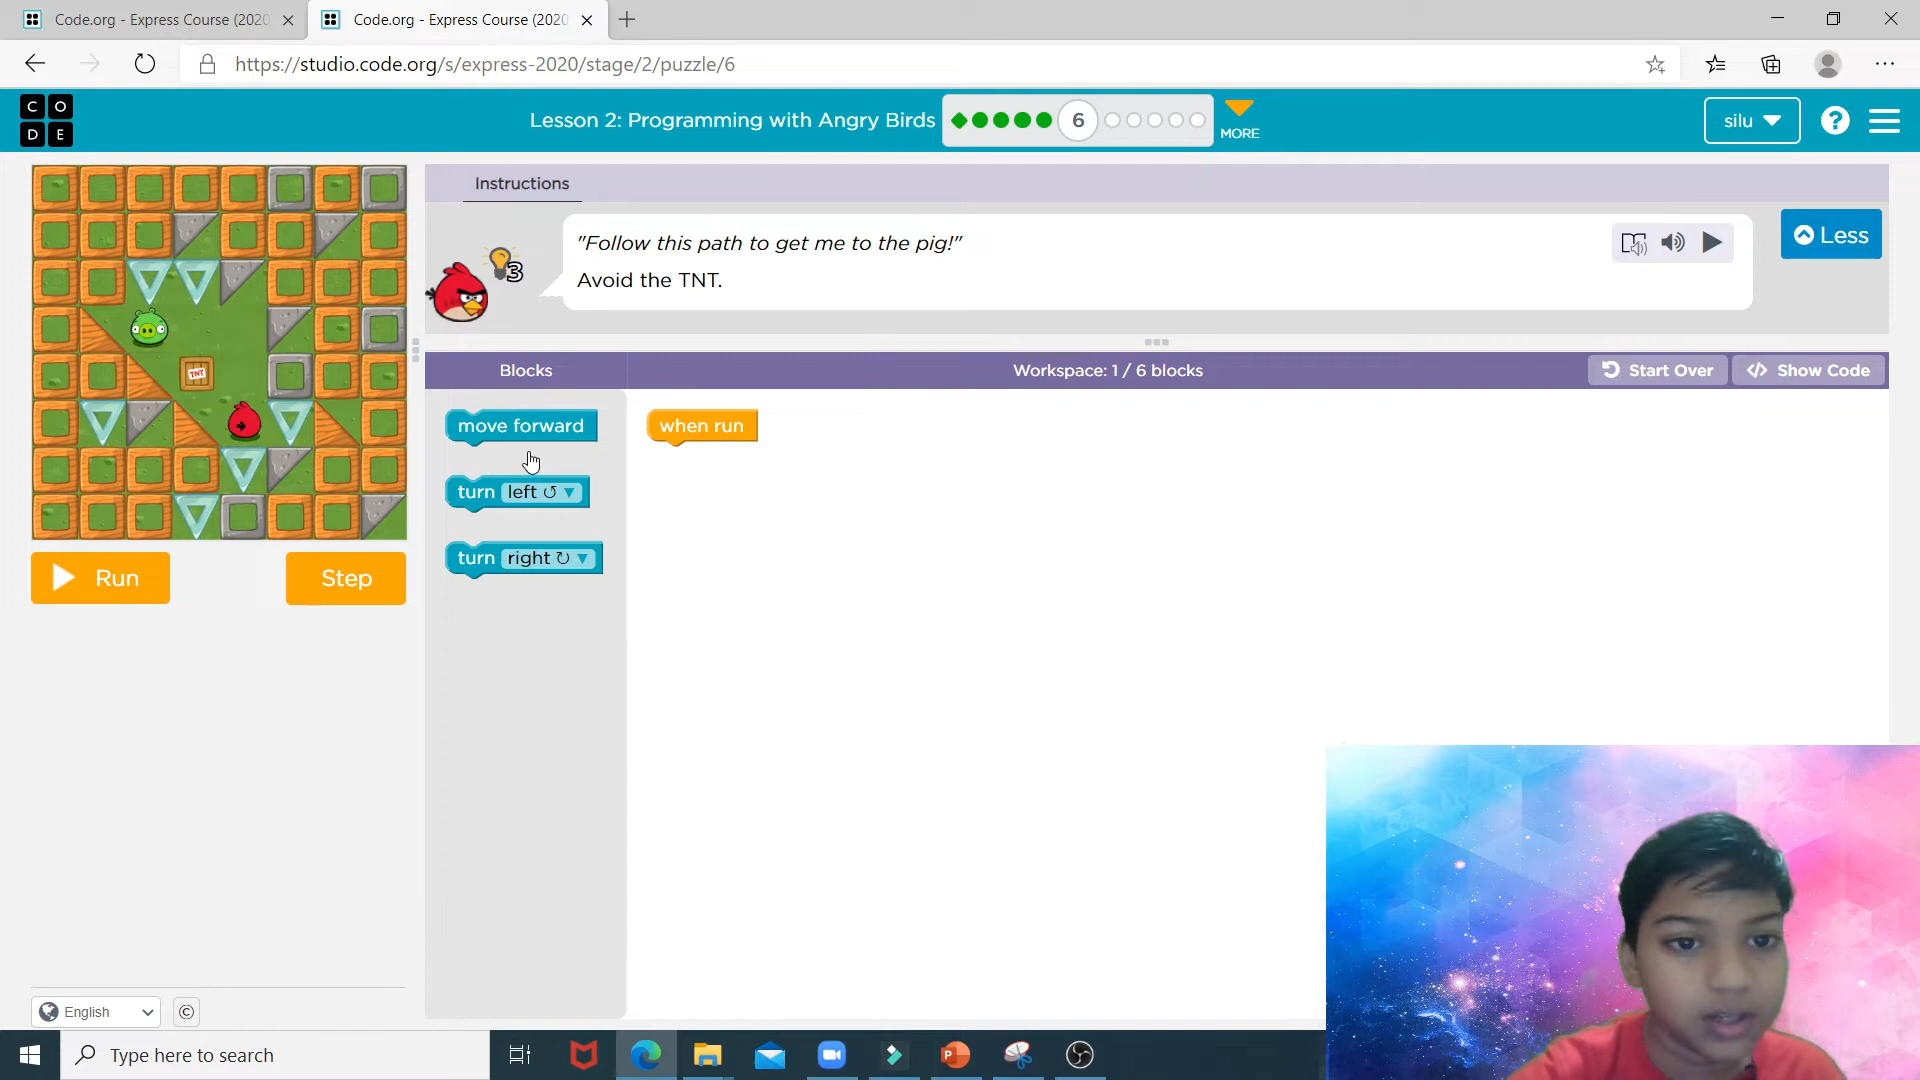 Code.org - Express Course (2020
Code.org - Express Course (2020
https://studio.code.org/s/express-2020/stage/2/puzzle/6
C O
D E
Lesson 2: Programming with Angry Birds
6
MORE
silu
?
Instructions
3
"Follow this path to get me to the pig!"
Avoid the TNT.
Less
TNT
Blocks
Workspace: 1 / 6 blocks
Start Over
Show Code
move forward
when run
turn left
turn right
Run
Step
English
©
Type here to search
P